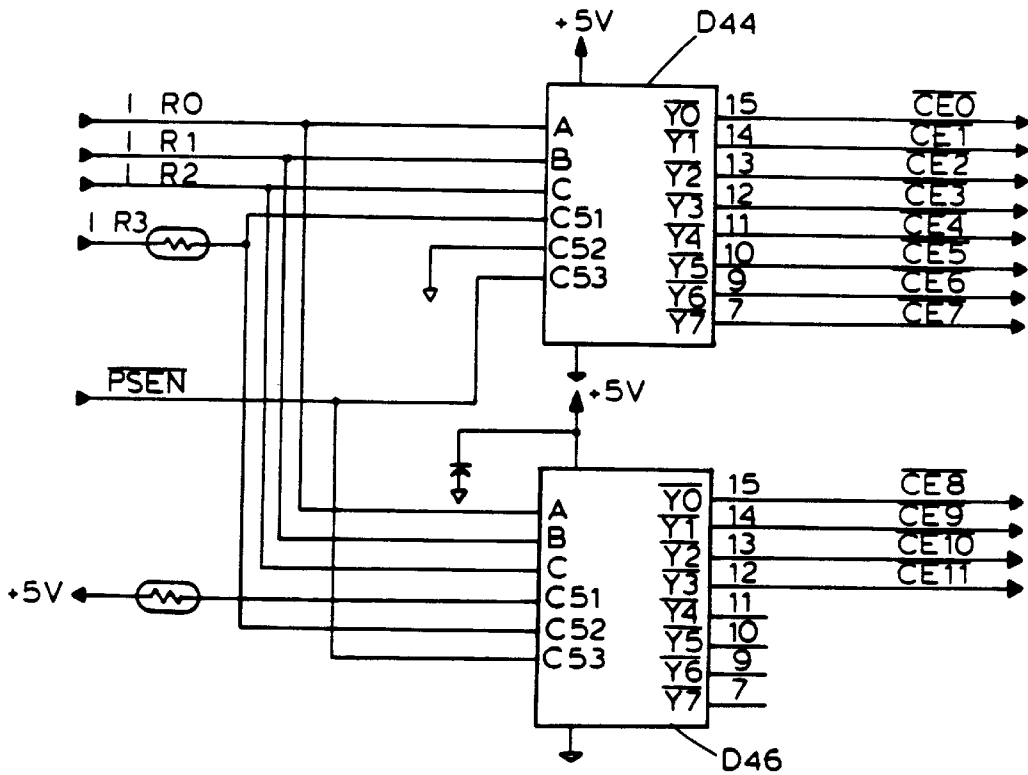 +5V
D44
I R0
I R1
I R2
I R3
PSEN
A
B
C
C51
C52
C53
Y0 15 CE0
Y1 14 CE1
Y2 13 CE2
Y3 12 CE3
Y4 11 CE4
Y5 10 CE5
Y6 9 CE6
Y7 7 CE7
+5V
+5V
A
B
C
C51
C52
C53
Y0 15 CE8
Y1 14 CE9
Y2 13 CE10
Y3 12 CE11
Y4 11
Y5 10
Y6 9
Y7 7
D46